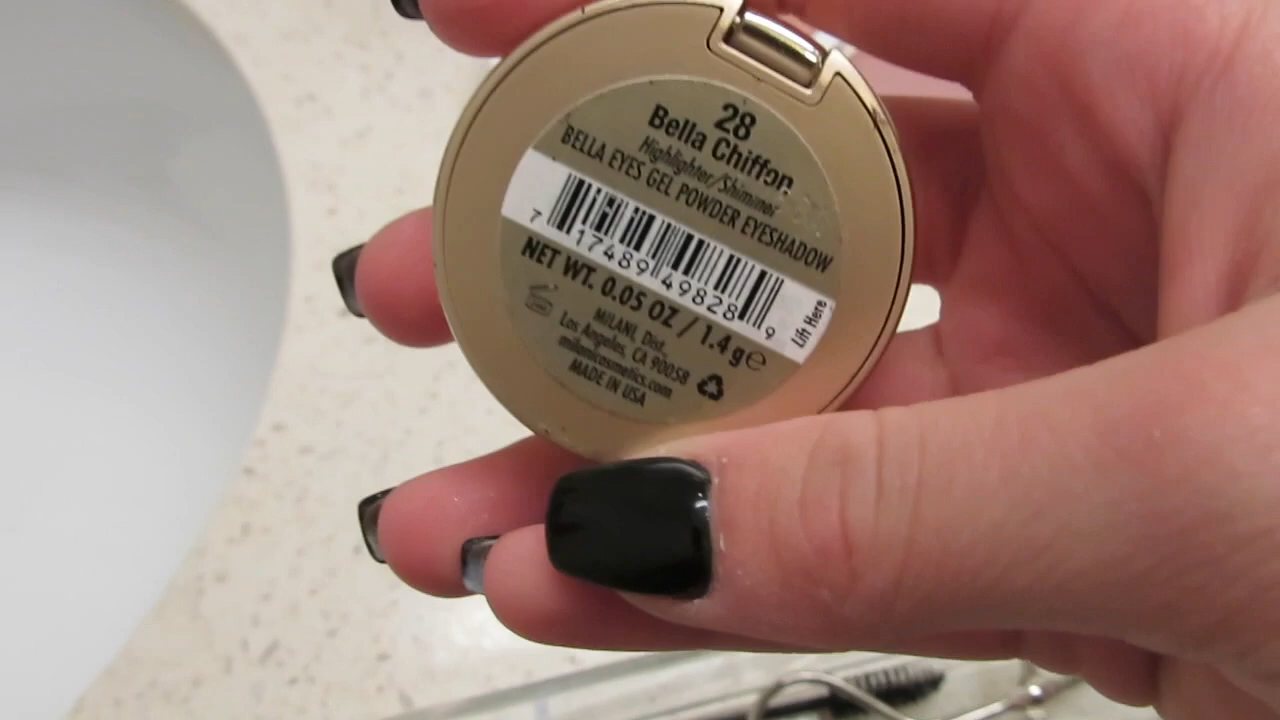 28
Bella Chiffon
Highlighter/Shimmer
BELLA EYES GEL POWDER EYESHADOW
7 17489 49828 9
Lift Here
NET WT. 0.05 OZ / 1.4 g ℮
MILANI, Dist.
Los Angeles, CA 90058
milanicosmetics.com
MADE IN USA